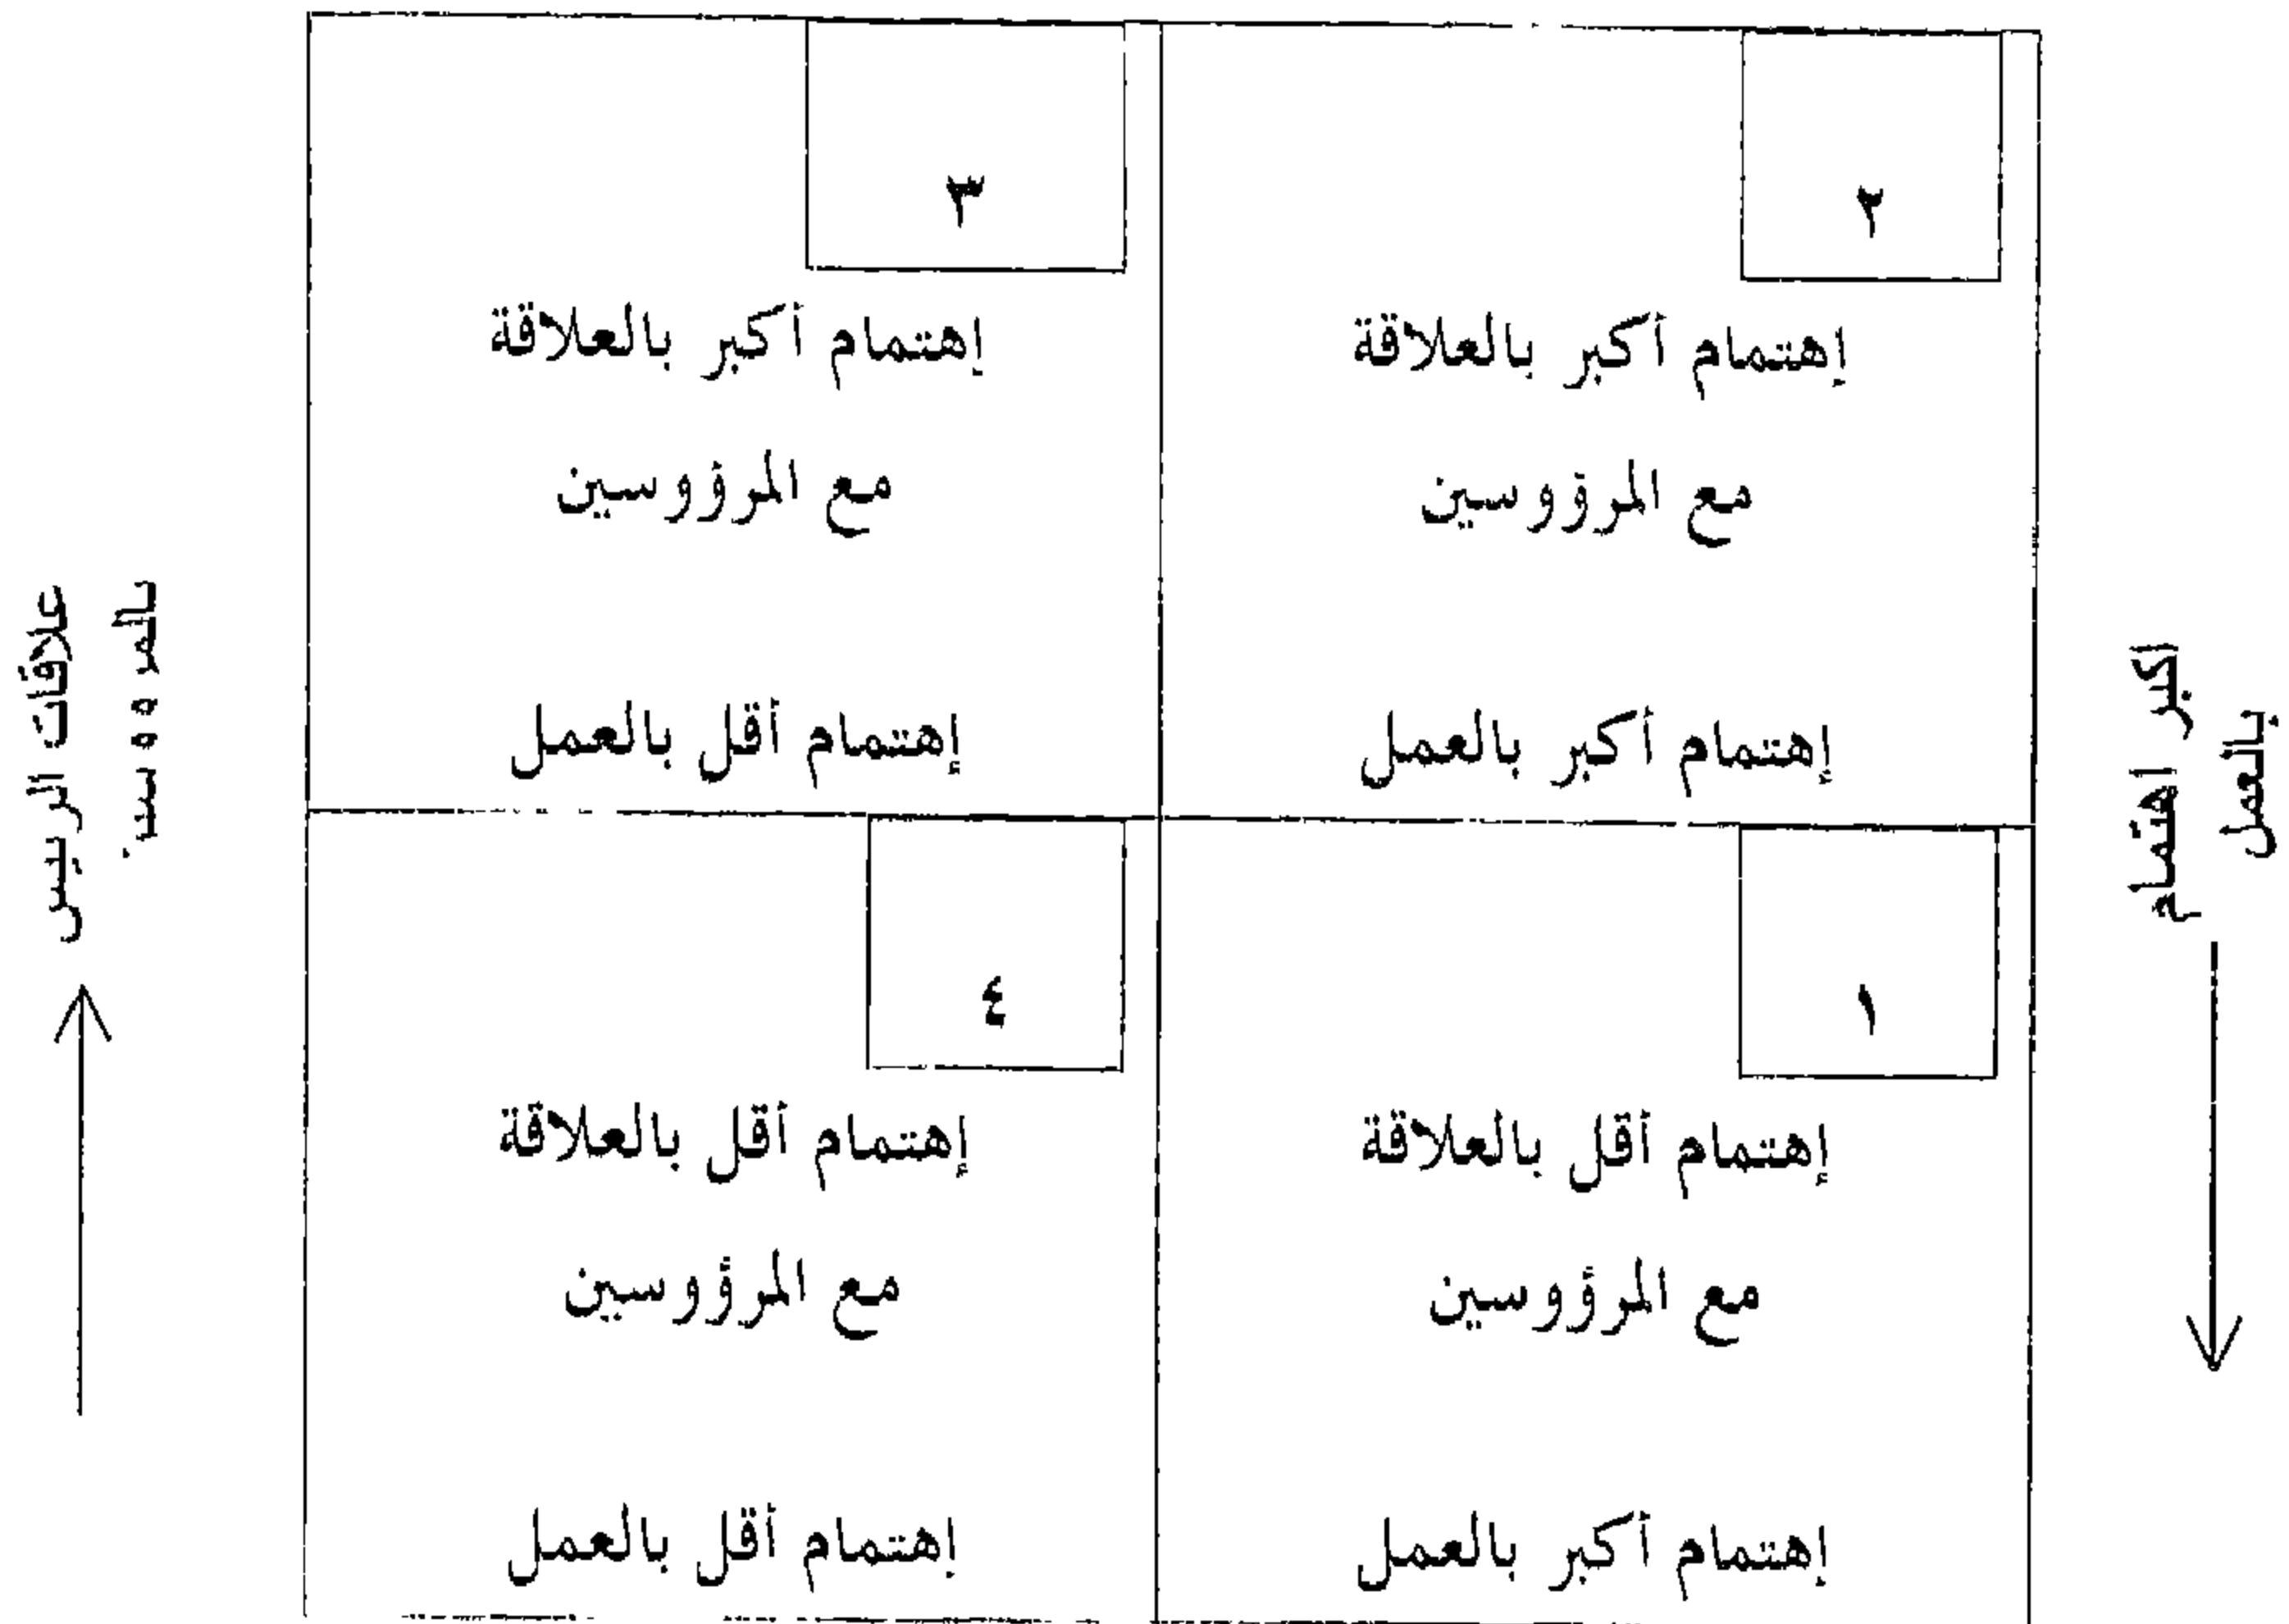 ٢
إهتمام أكبر بالعلاقة
مع المرؤوسين
إهتمام أكبر بالعمل
٣
إهتمام أكبر بالعلاقة
مع المرؤوسين
إهتمام أقل بالعمل
١
إهتمام أقل بالعلاقة
مع المرؤوسين
إهتمام أكبر بالعمل
٤
إهتمام أقل بالعلاقة
مع المرؤوسين
إهتمام أقل بالعمل
أكبر اهتمام
بالعمل
علاقات الرئيس